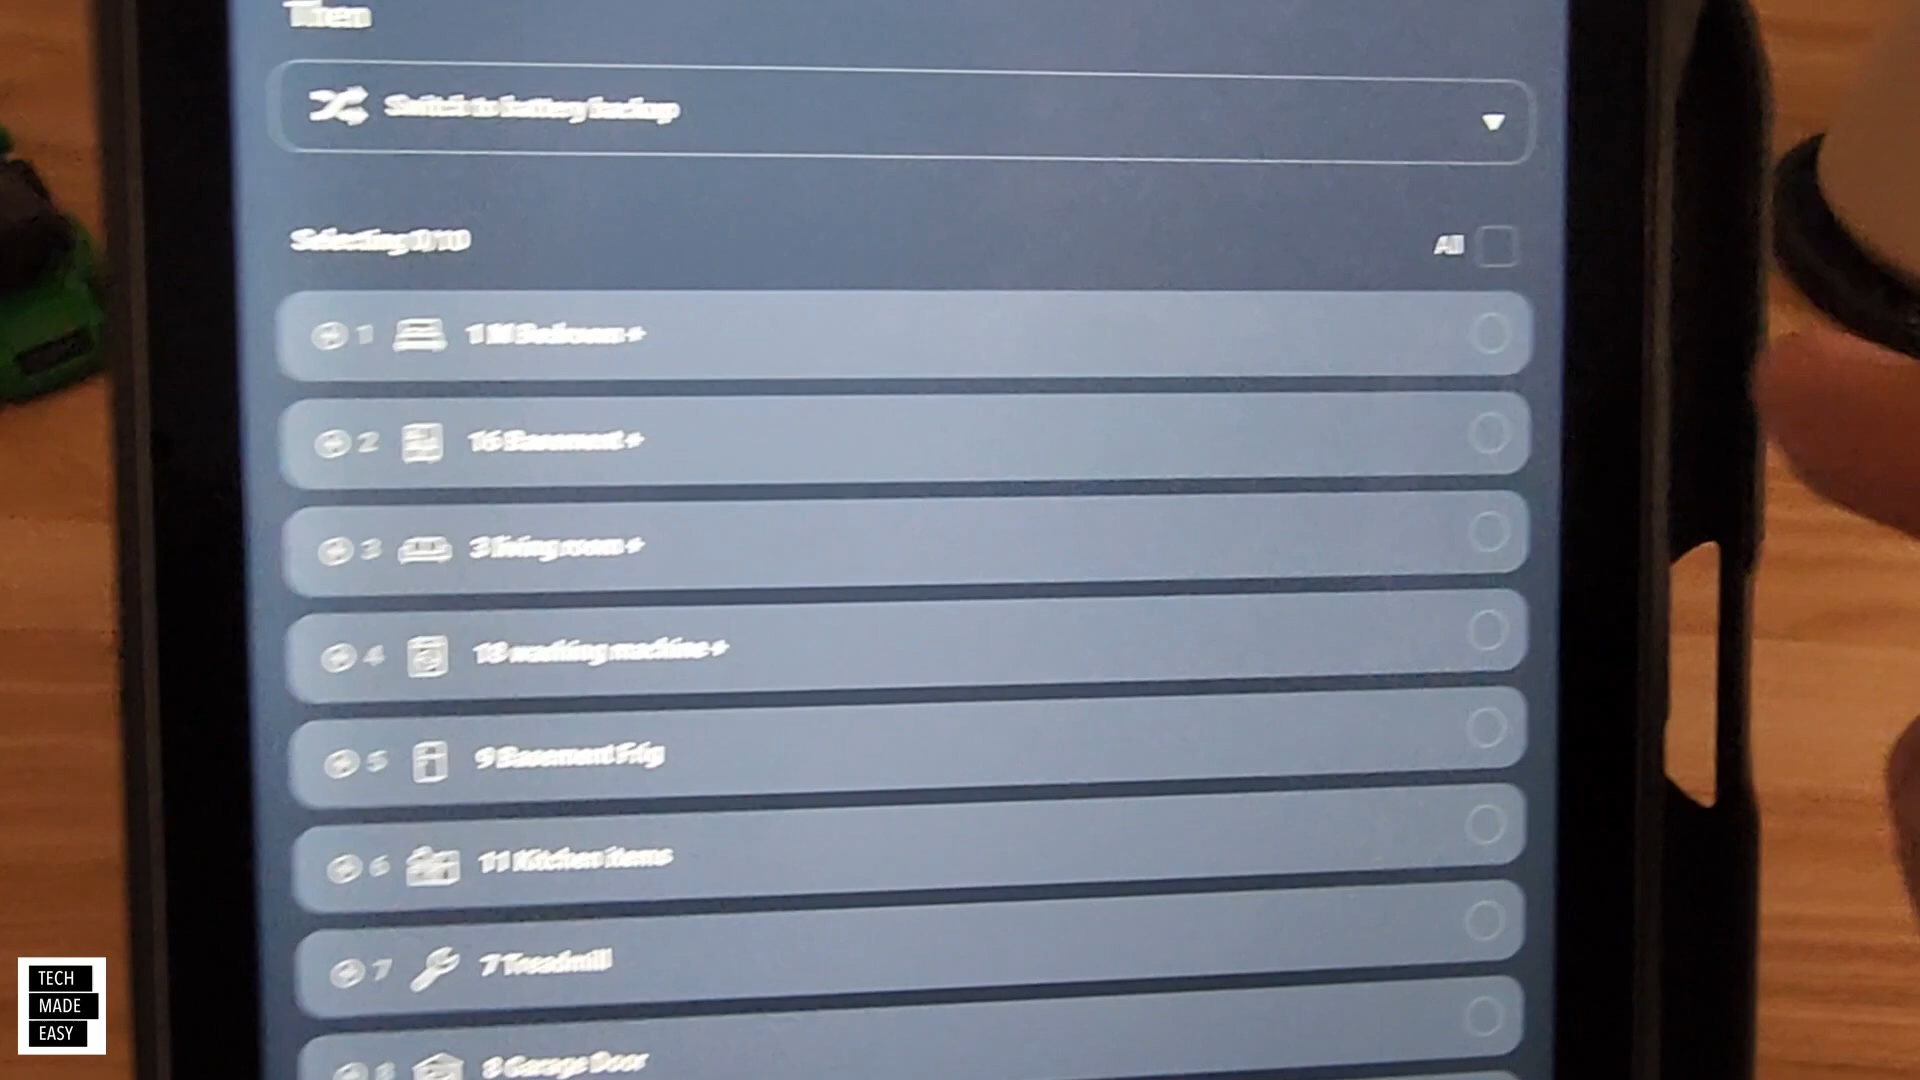 Then
Switch to battery backup
Selecting 0/10
All
1 1 M Bedroom +
2 16 Basement +
3 3 living room +
4 18 washing machine +
5 9 Basement Frig
6 11 Kitchen items
7 7 Treadmill
8 8 Garage Door
TECH
MADE
EASY